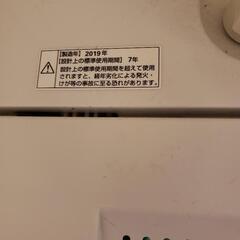 【製造年】2019年
【設計上の標準使用期間】7年
設計上の標準使用期間を超えて使用
されますと、経年劣化による発火・
けが等の事故に至る恐れがあります。